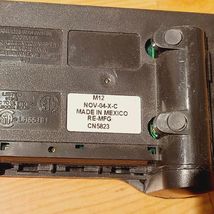 M12
NOV-04-X-C
MADE IN MEXICO
RE-MFG
CN5823